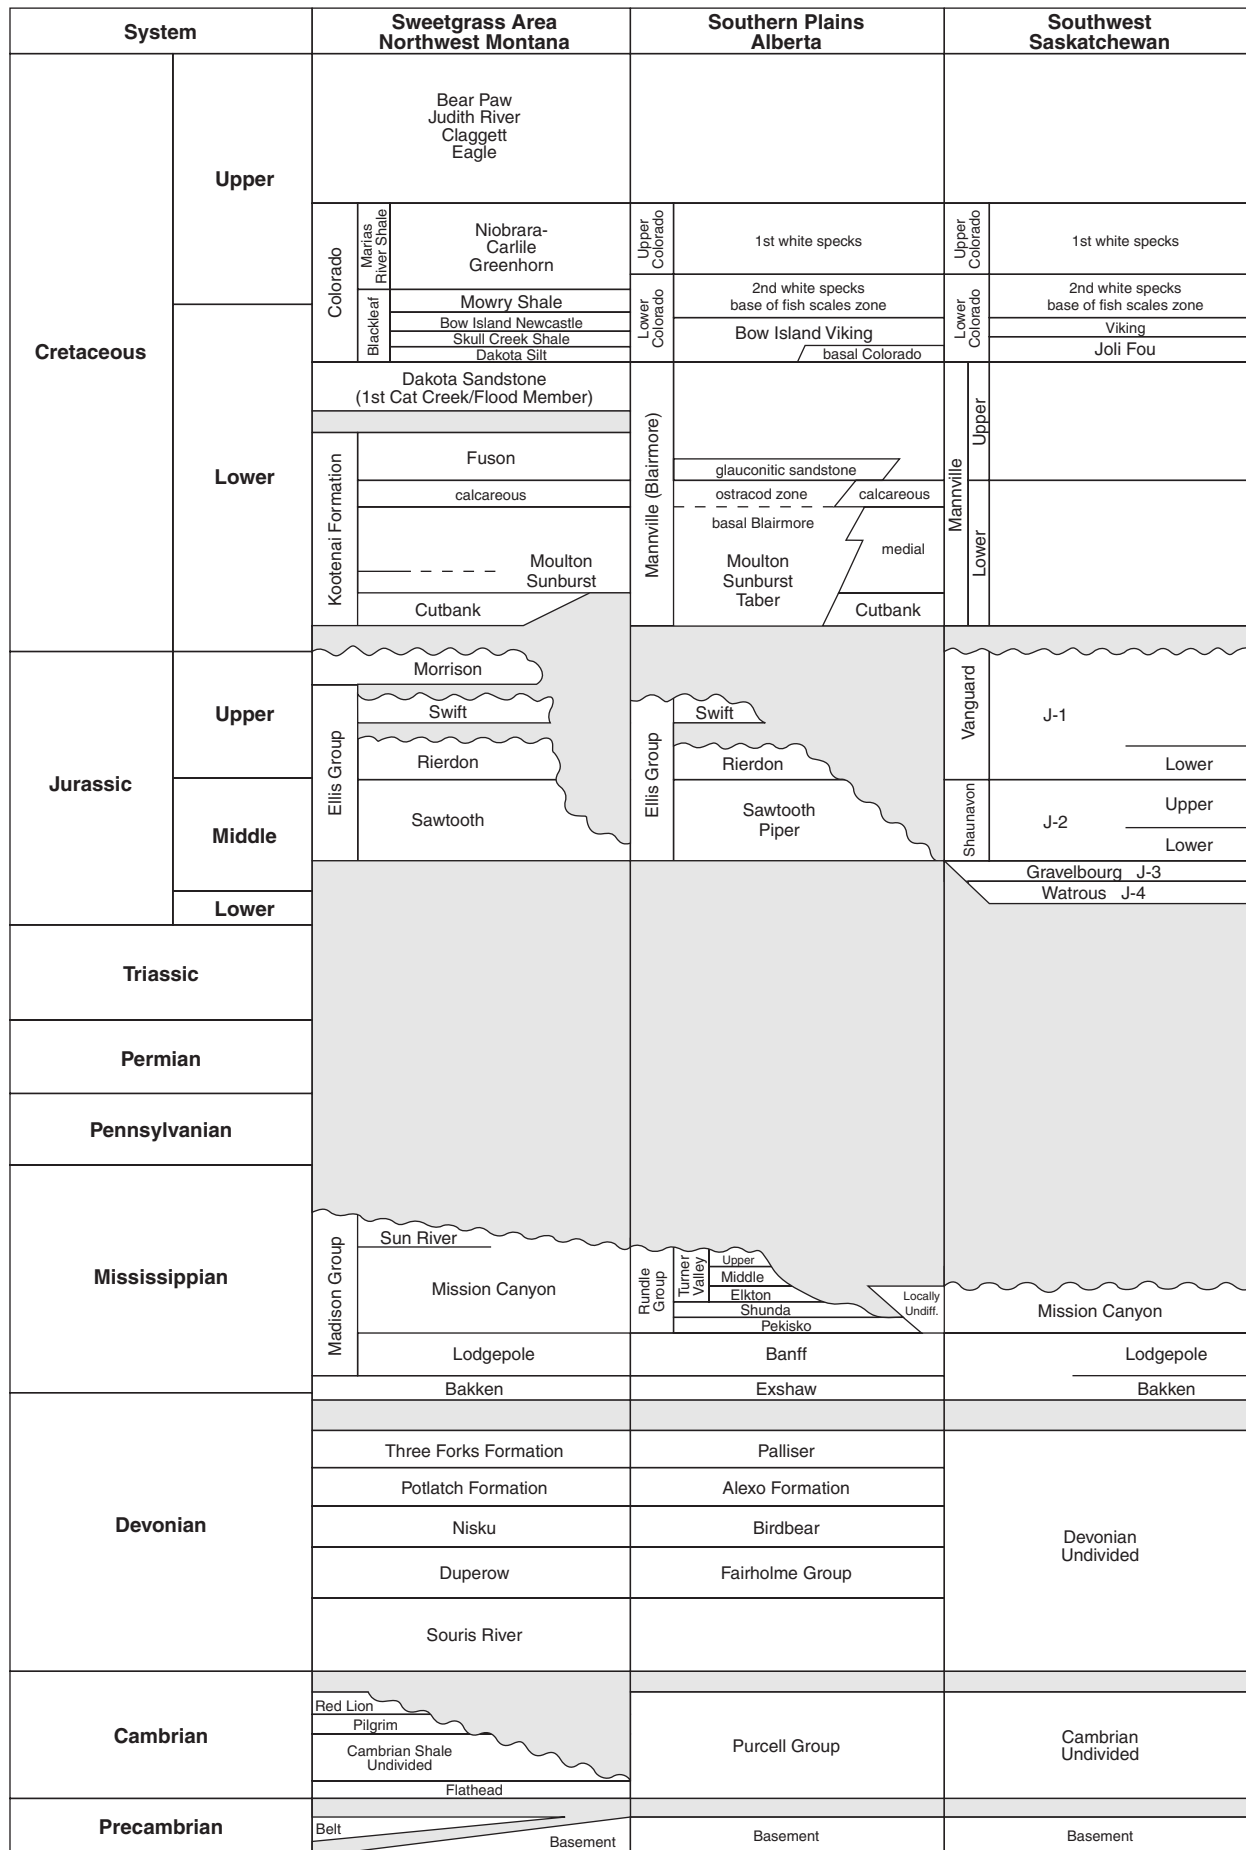 System
Sweetgrass Area
Northwest Montana
Southern Plains
Alberta
Southwest
Saskatchewan
Cretaceous
Upper
Lower
Bear Paw
Judith River
Claggett
Eagle
Colorado
Marias
River Shale
Niobrara-
Carlile
Greenhorn
Blackleaf
Mowry Shale
Bow Island Newcastle
Skull Creek Shale
Dakota Silt
Dakota Sandstone
(1st Cat Creek/Flood Member)
Kootenai Formation
Fuson
calcareous
Moulton
Sunburst
Cutbank
Upper
Colorado
1st white specks
Lower
Colorado
2nd white specks
base of fish scales zone
Bow Island Viking
basal Colorado
Mannville (Blairmore)
glauconitic sandstone
ostracod zone
calcareous
basal Blairmore
medial
Moulton
Sunburst
Taber
Cutbank
Upper
Colorado
1st white specks
Lower
Colorado
2nd white specks
base of fish scales zone
Viking
Joli Fou
Mannville
Upper
Lower
Jurassic
Upper
Middle
Lower
Morrison
Ellis Group
Swift
Rierdon
Sawtooth
Ellis Group
Swift
Rierdon
Sawtooth
Piper
Vanguard
J-1
Lower
Shaunavon
J-2
Upper
Lower
Gravelbourg J-3
Watrous J-4
Triassic
Permian
Pennsylvanian
Mississippian
Madison Group
Sun River
Mission Canyon
Lodgepole
Bakken
Rundle
Group
Turner
Valley
Upper
Middle
Elkton
Shunda
Pekisko
Locally
Undiff.
Banff
Exshaw
Mission Canyon
Lodgepole
Bakken
Devonian
Three Forks Formation
Potlatch Formation
Nisku
Duperow
Souris River
Palliser
Alexo Formation
Birdbear
Fairholme Group
Devonian
Undivided
Cambrian
Red Lion
Pilgrim
Cambrian Shale
Undivided
Flathead
Purcell Group
Cambrian
Undivided
Precambrian
Belt
Basement
Basement
Basement